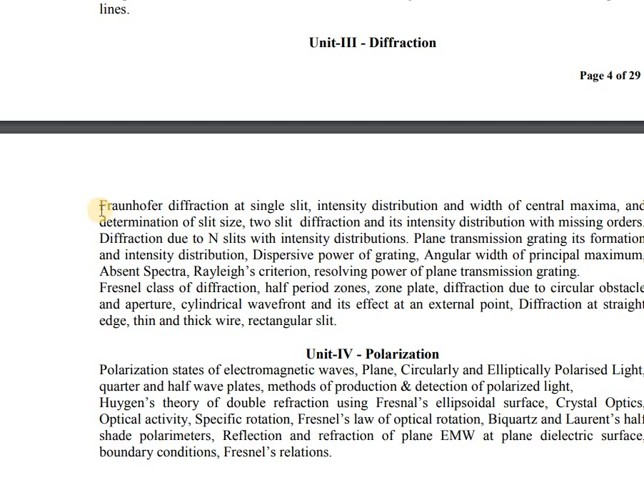 lines.
Unit-III - Diffraction
Page 4 of 29
Fraunhofer diffraction at single slit, intensity distribution and width of central maxima, and
determination of slit size, two slit diffraction and its intensity distribution with missing orders
Diffraction due to N slits with intensity distributions. Plane transmission grating its formation
and intensity distribution, Dispersive power of grating, Angular width of principal maximum,
Absent Spectra, Rayleigh's criterion, resolving power of plane transmission grating.
Fresnel class of diffraction, half period zones, zone plate, diffraction due to circular obstacle
and aperture, cylindrical wavefront and its effect at an external point, Diffraction at straight
edge, thin and thick wire, rectangular slit.
Unit-IV - Polarization
Polarization states of electromagnetic waves, Plane, Circularly and Elliptically Polarised Light,
quarter and half wave plates, methods of production & detection of polarized light,
Huygen's theory of double refraction using Fresnal's ellipsoidal surface, Crystal Optics,
Optical activity, Specific rotation, Fresnel's law of optical rotation, Biquartz and Laurent's half
shade polarimeters, Reflection and refraction of plane EMW at plane dielectric surface,
boundary conditions, Fresnel's relations.